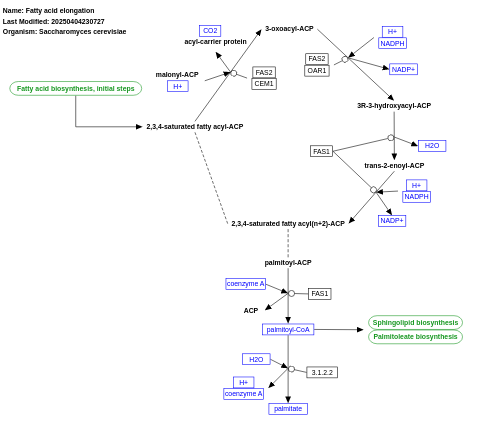 Name: Fatty acid elongation
Last Modified: 20250404230727
Organism: Saccharomyces cerevisiae
CO2
3-oxoacyl-ACP
H+
NADPH
acyl-carrier protein
FAS2
OAR1
NADP+
malonyl-ACP
H+
FAS2
CEM1
Fatty acid biosynthesis, initial steps
3R-3-hydroxyacyl-ACP
2,3,4-saturated fatty acyl-ACP
H2O
FAS1
trans-2-enoyl-ACP
H+
NADPH
NADP+
2,3,4-saturated fatty acyl(n+2)-ACP
palmitoyl-ACP
coenzyme A
FAS1
ACP
palmitoyl-CoA
Sphingolipid biosynthesis
Palmitoleate biosynthesis
H2O
3.1.2.2
H+
coenzyme A
palmitate